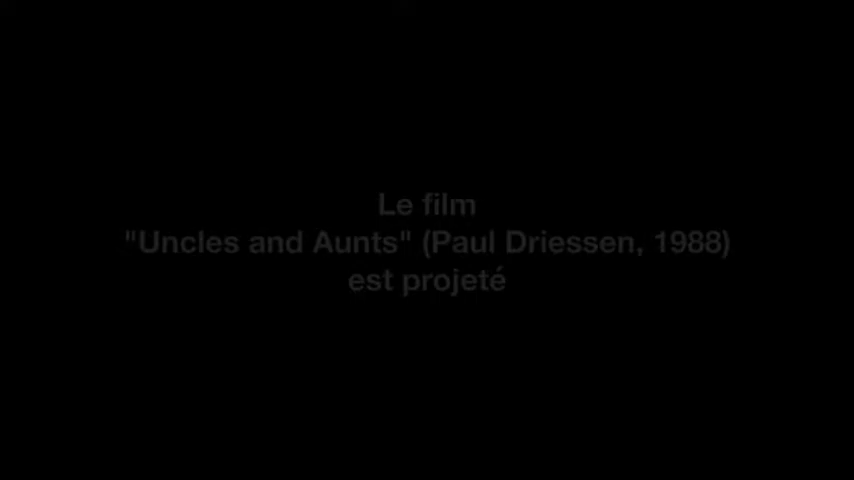 Le film
"Uncles and Aunts" (Paul Driessen, 1988)
est projeté